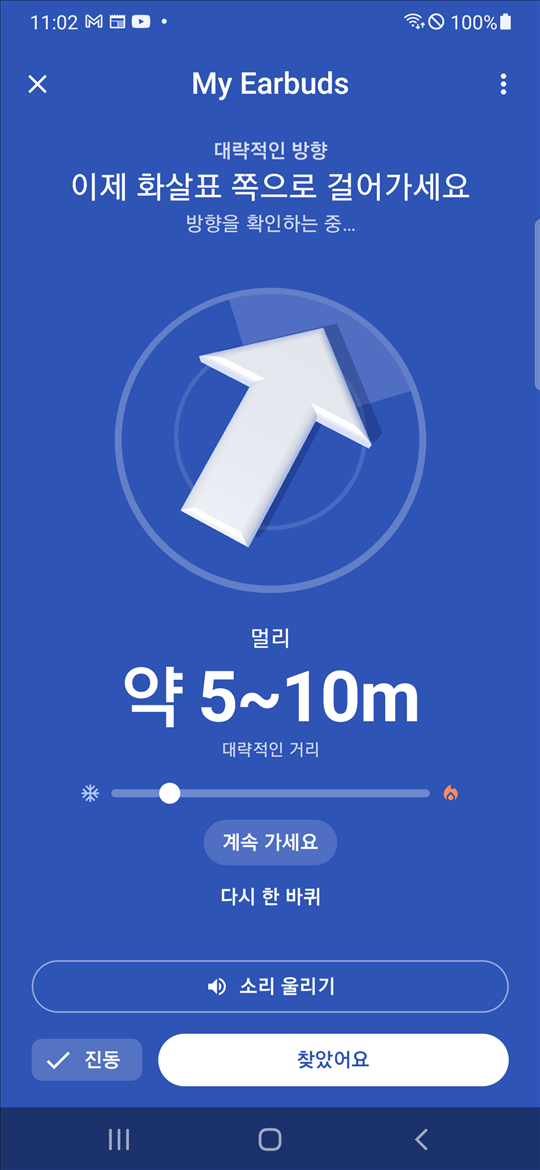 11:02
100%
My Earbuds
대략적인 방향
이제 화살표 쪽으로 걸어가세요
방향을 확인하는 중...
멀리
약 5~10m
대략적인 거리
계속 가세요
다시 한 바퀴
소리 울리기
진동
찾았어요